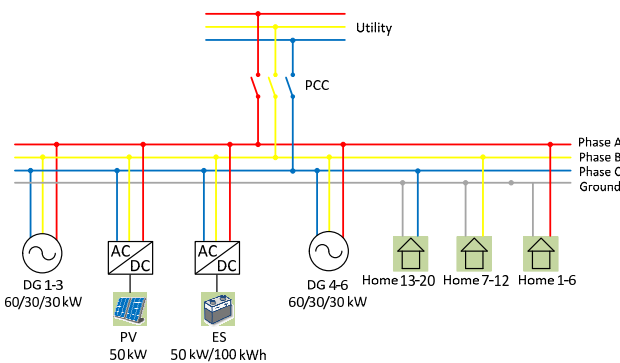 Utility
PCC
Phase A
Phase B
Phase C
Ground
AC
DC
AC
DC
DG 1-3
60/30/30 kW
DG 4-6
60/30/30 kW
Home 13-20
Home 7-12
Home 1-6
PV
50 kW
ES
50 kW/100 kWh